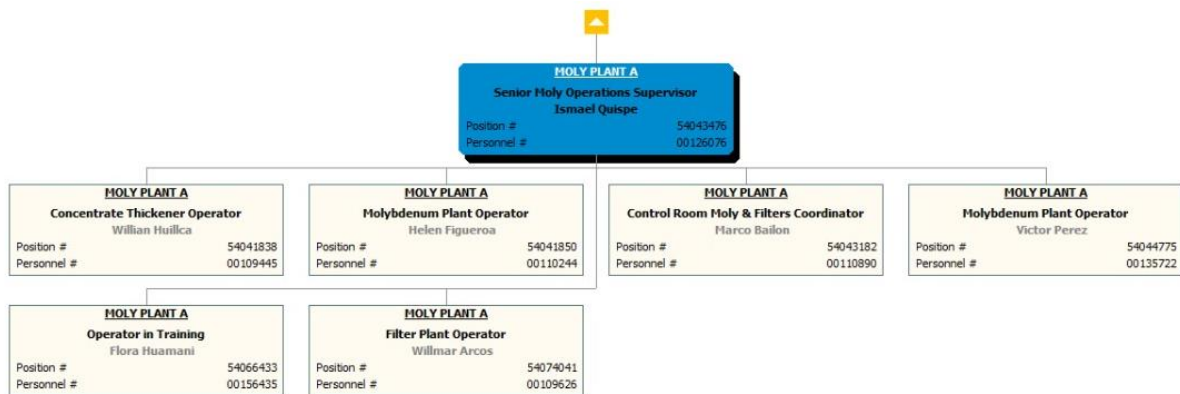 MOLY PLANT A
Senior Moly Operations Supervisor
Ismael Quispe
Position # 54043476
Personnel # 00126076
MOLY PLANT A
Concentrate Thickener Operator
Willian Huillca
Position # 54041838
Personnel # 00109445
MOLY PLANT A
Molybdenum Plant Operator
Helen Figueroa
Position # 54041850
Personnel # 00110244
MOLY PLANT A
Control Room Moly & Filters Coordinator
Marco Bailon
Position # 54043182
Personnel # 00110890
MOLY PLANT A
Molybdenum Plant Operator
Victor Perez
Position # 54044775
Personnel # 00135722
MOLY PLANT A
Operator in Training
Flora Huamani
Position # 54066433
Personnel # 00156435
MOLY PLANT A
Filter Plant Operator
Willmar Arcos
Position # 54074041
Personnel # 00109626